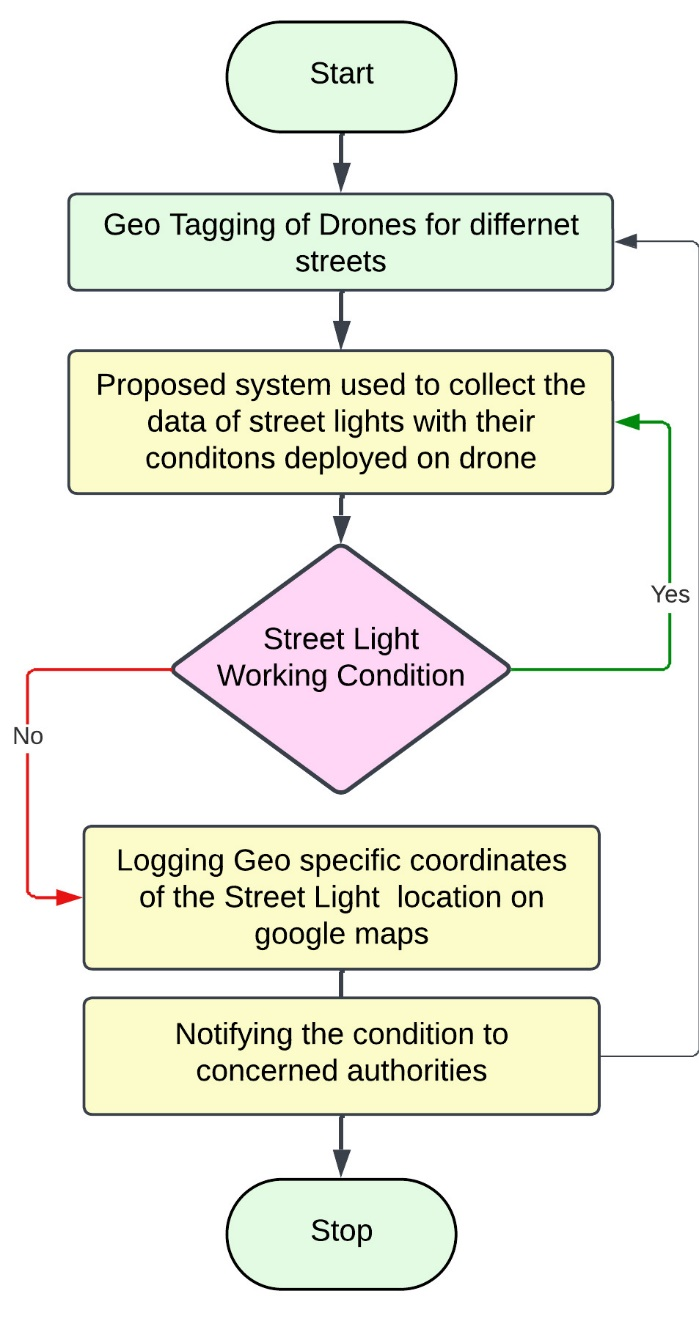 Start
Geo Tagging of Drones for differnet
streets
Proposed system used to collect the
data of street lights with their
conditons deployed on drone
Yes
Street Light
Working Condition
No
Logging Geo specific coordinates
of the Street Light  location on
google maps
Notifying the condition to
concerned authorities
Stop